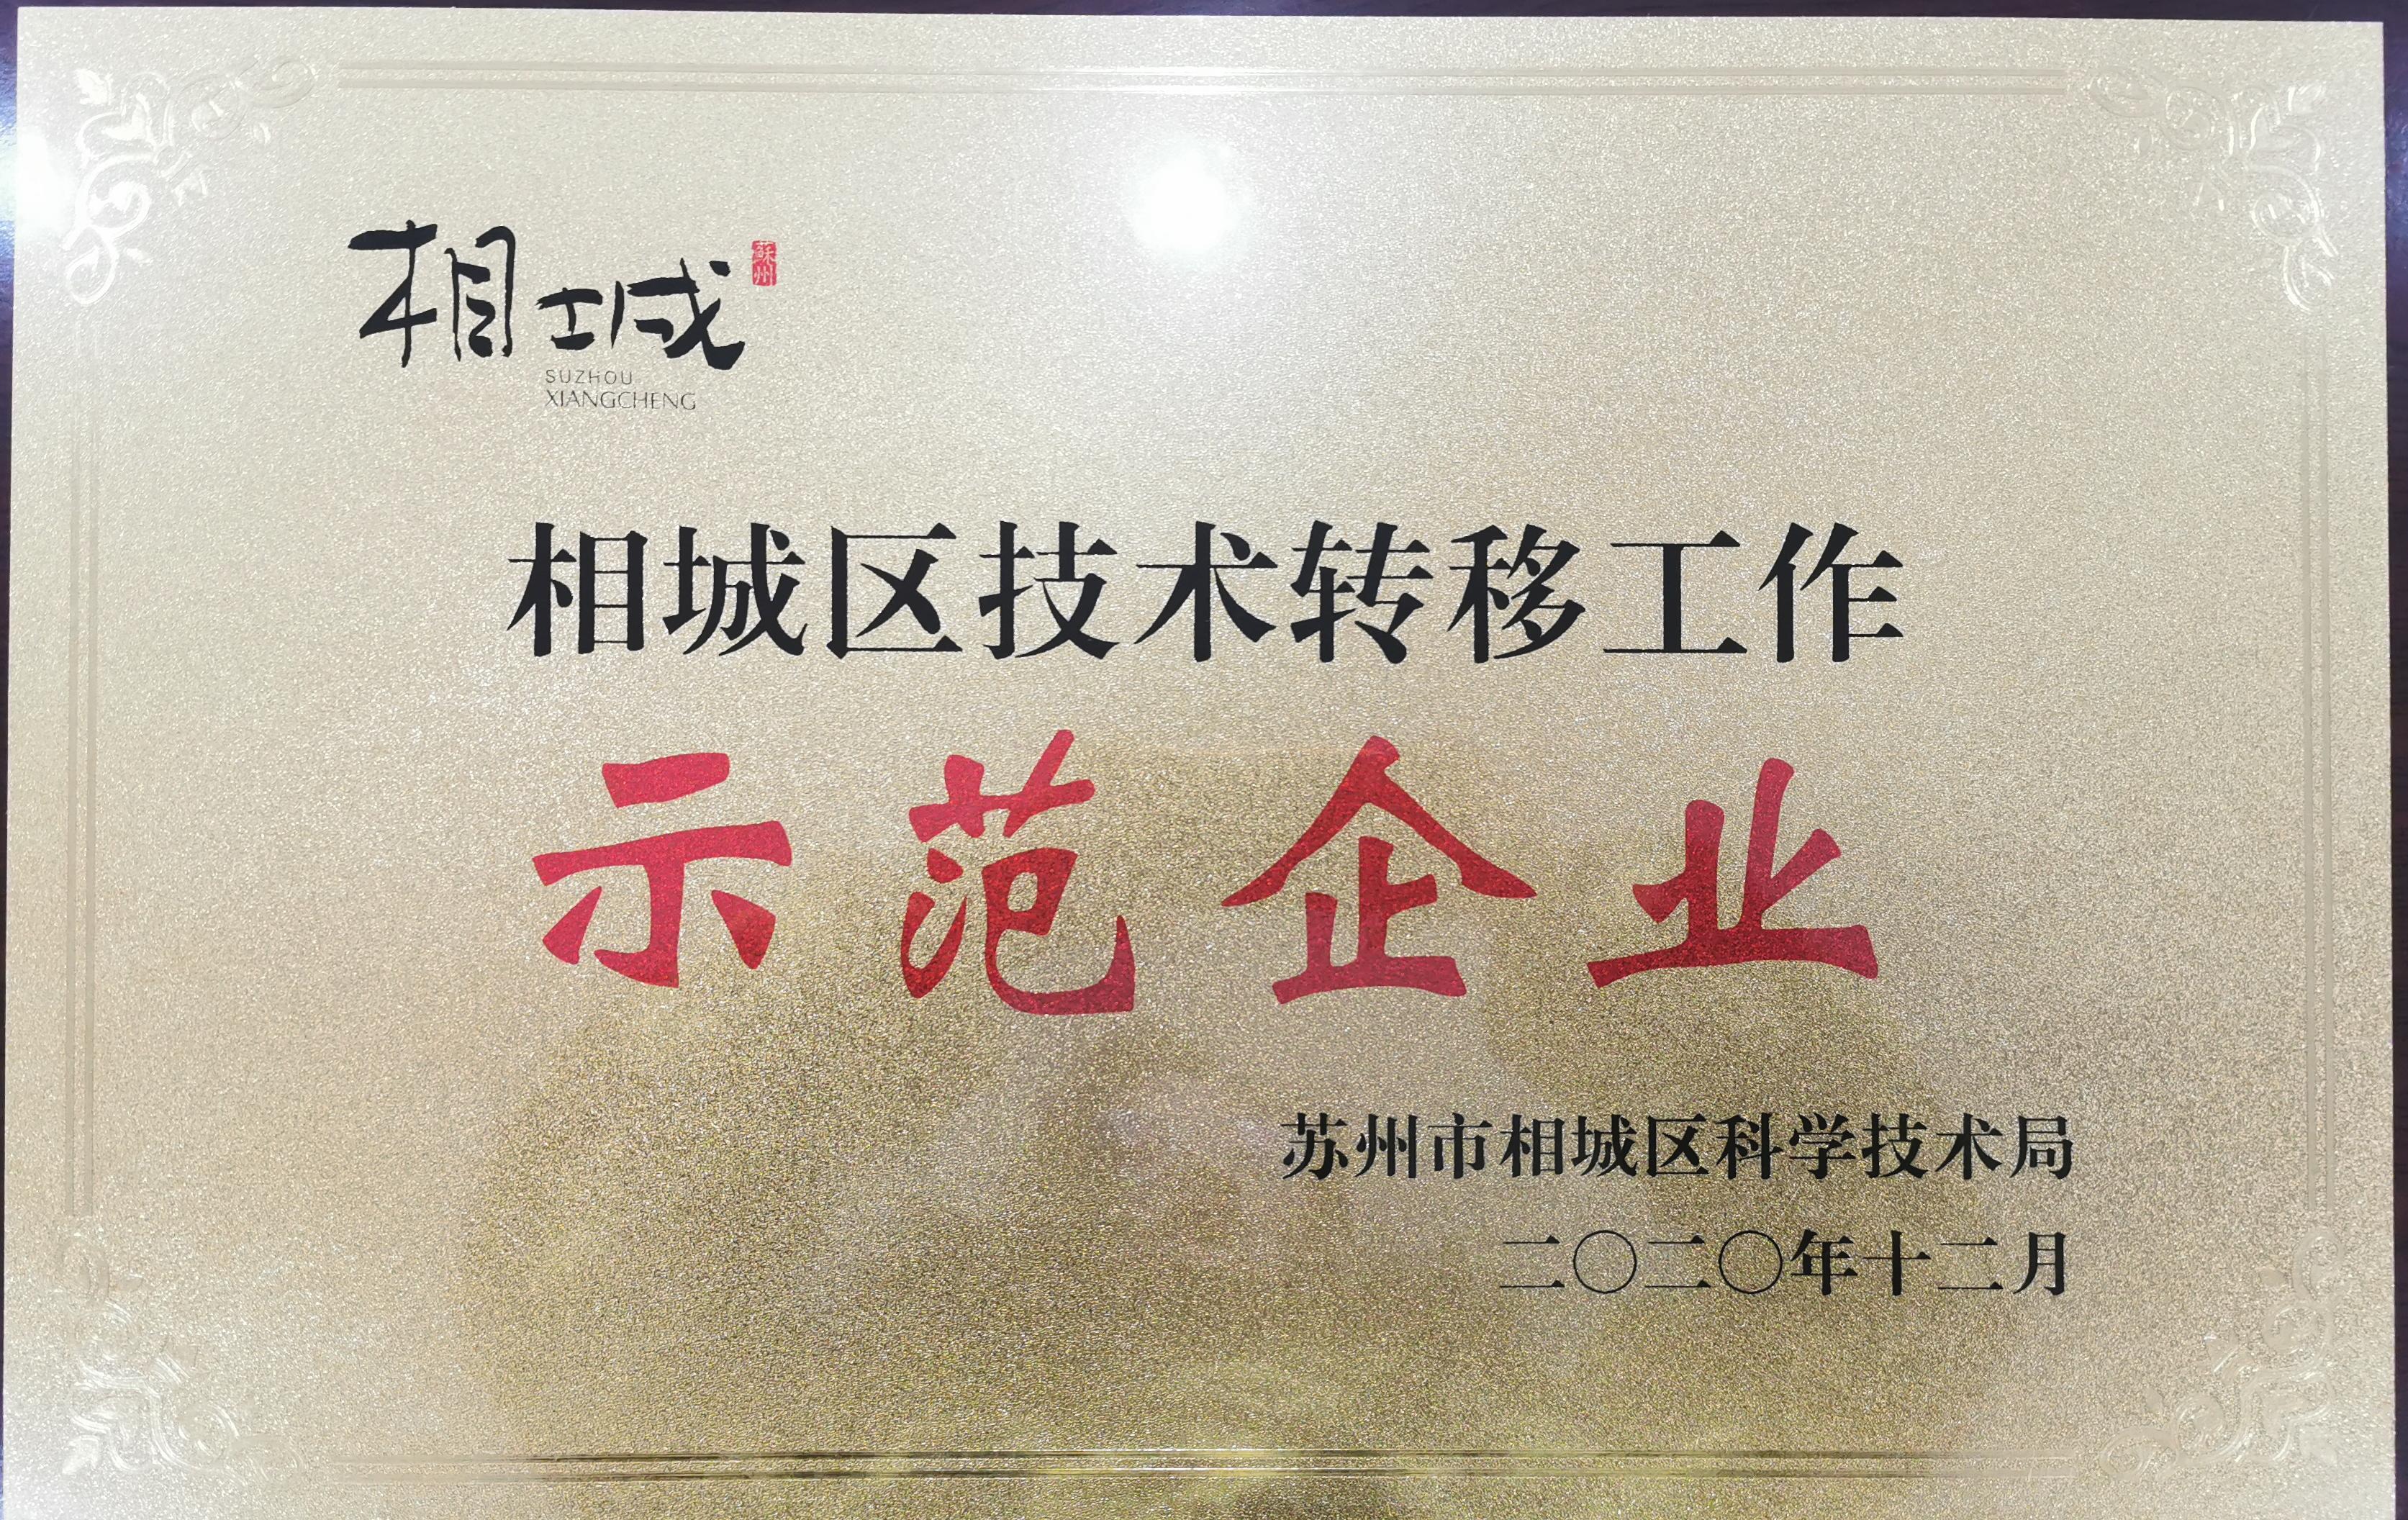 相城
蘇州
SUZHOU
XIANGCHENG
相城区技术转移工作
示范企业
苏州市相城区科学技术局
二〇二〇年十二月